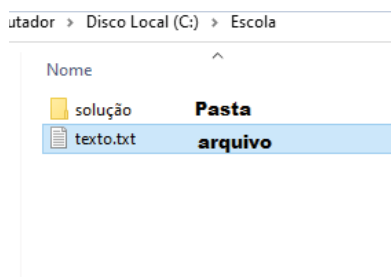 utador > Disco Local (C:) > Escola
Nome
solução Pasta
texto.txt arquivo